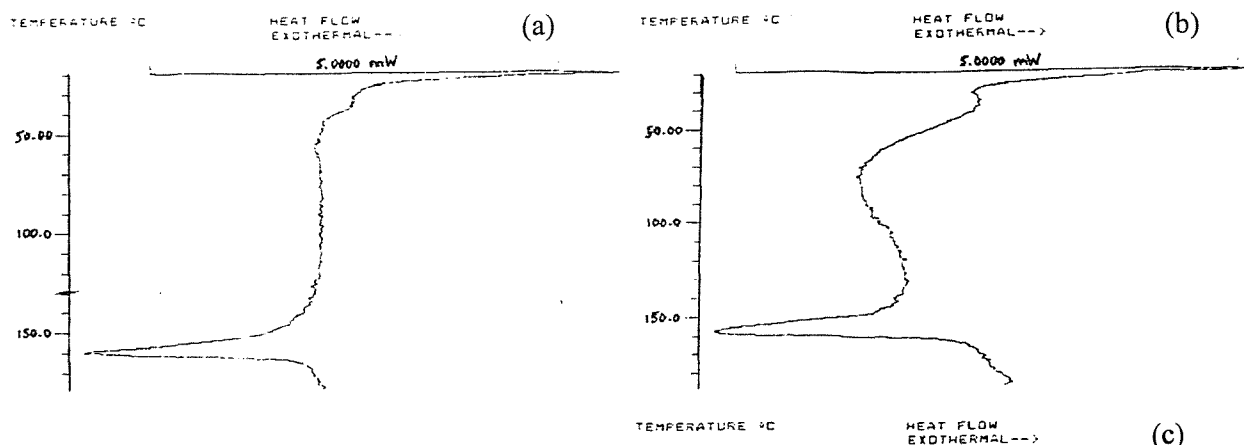 TEMPERATURE °C
HEAT FLOW
EXOTHERMAL-->
(a)
5.0000 mW
50.00
100.0
150.0
TEMPERATURE °C
HEAT FLOW
EXOTHERMAL-->
(b)
5.0000 mW
50.00
100.0
150.0
TEMPERATURE °C
HEAT FLOW
EXOTHERMAL-->
(c)